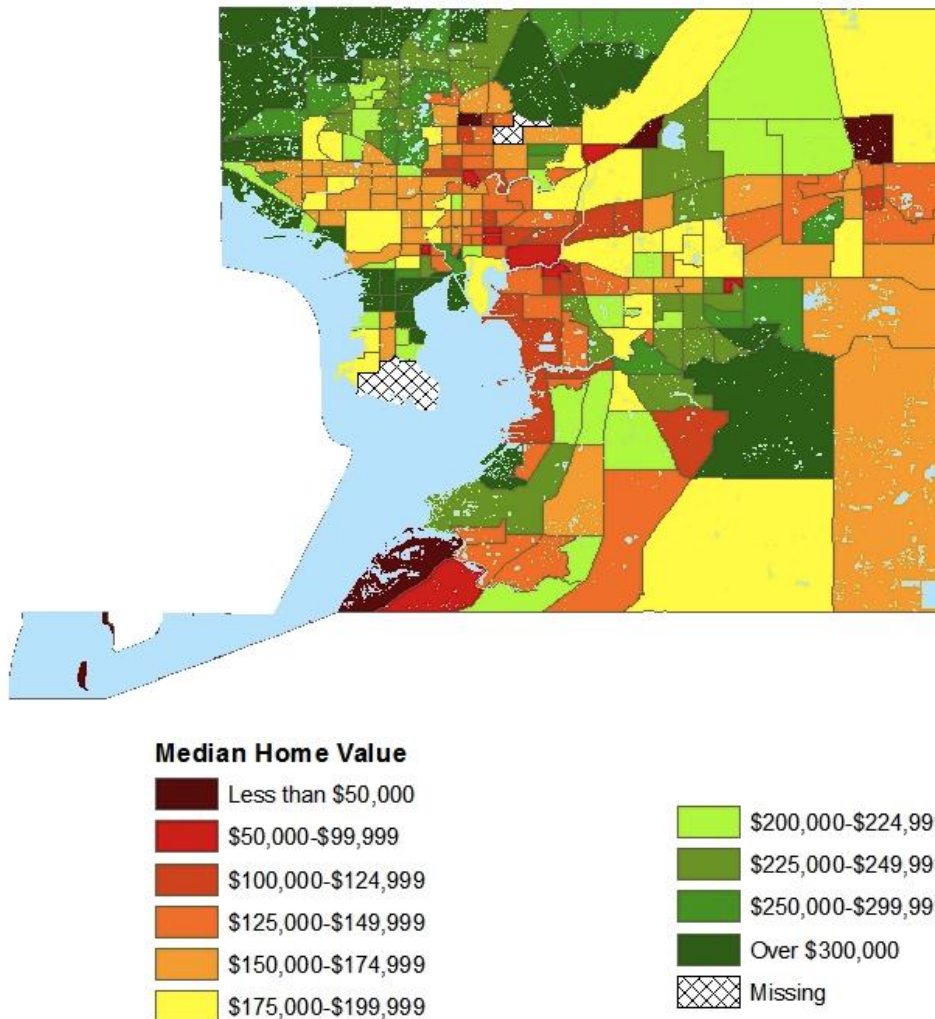 Median Home Value
Less than $50,000
$50,000-$99,999
$100,000-$124,999
$125,000-$149,999
$150,000-$174,999
$175,000-$199,999
$200,000-$224,99
$225,000-$249,99
$250,000-$299,99
Over $300,000
Missing